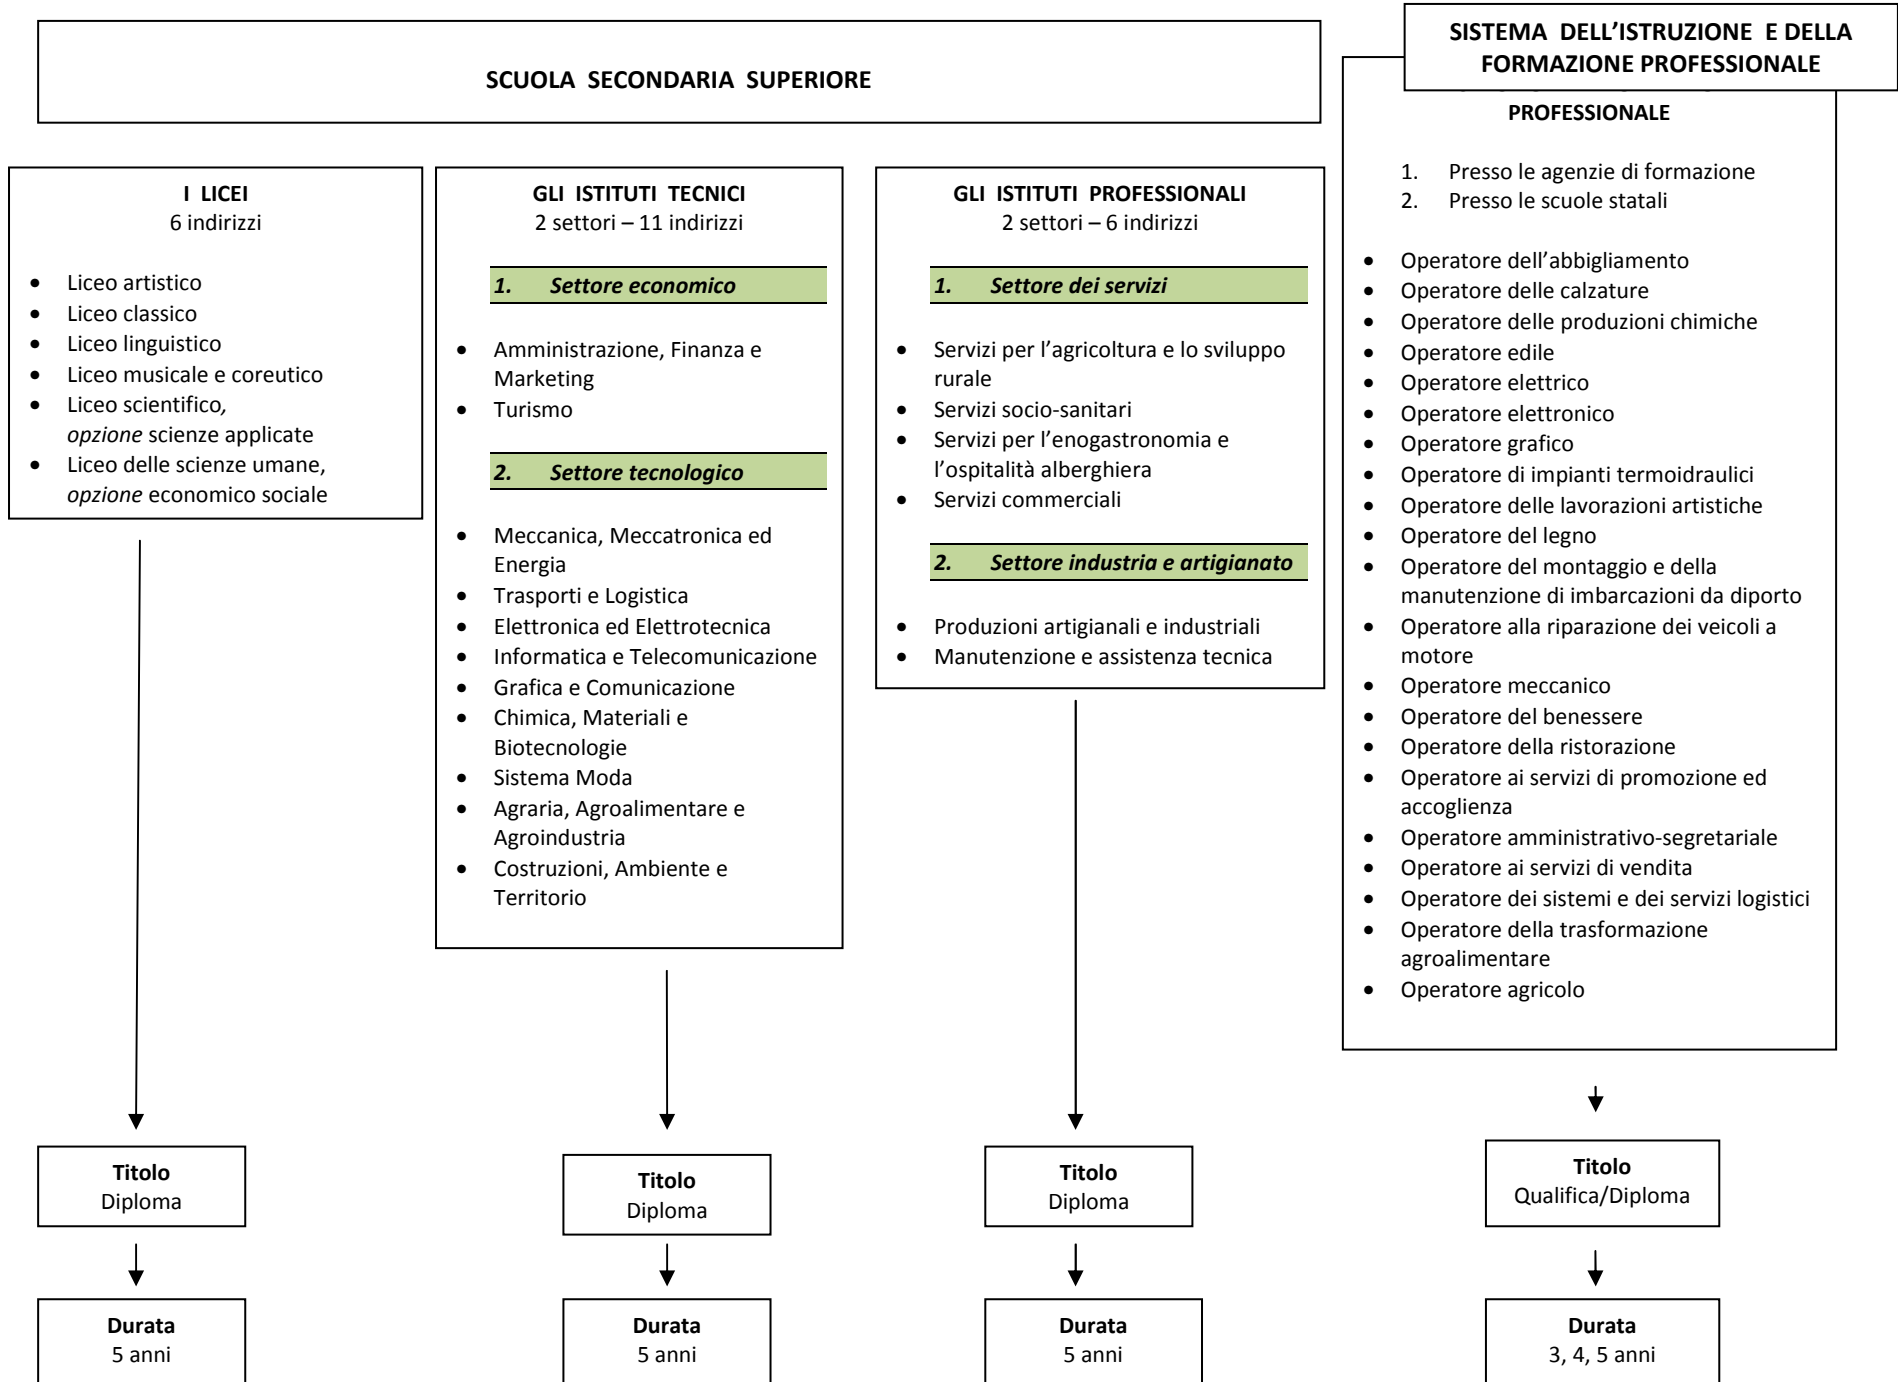 SCUOLA SECONDARIA SUPERIORE
SISTEMA DELL’ISTRUZIONE E DELLA
FORMAZIONE PROFESSIONALE
PROFESSIONALE
1. Presso le agenzie di formazione
2. Presso le scuole statali
I LICEI
6 indirizzi
• Liceo artistico
• Liceo classico
• Liceo linguistico
• Liceo musicale e coreutico
• Liceo scientifico,
opzione scienze applicate
• Liceo delle scienze umane,
opzione economico sociale
GLI ISTITUTI TECNICI
2 settori – 11 indirizzi
1. Settore economico
• Amministrazione, Finanza e
Marketing
• Turismo
2. Settore tecnologico
• Meccanica, Meccatronica ed
Energia
• Trasporti e Logistica
• Elettronica ed Elettrotecnica
• Informatica e Telecomunicazione
• Grafica e Comunicazione
• Chimica, Materiali e
Biotecnologie
• Sistema Moda
• Agraria, Agroalimentare e
Agroindustria
• Costruzioni, Ambiente e
Territorio
GLI ISTITUTI PROFESSIONALI
2 settori – 6 indirizzi
1. Settore dei servizi
• Servizi per l’agricoltura e lo sviluppo
rurale
• Servizi socio-sanitari
• Servizi per l’enogastronomia e
l’ospitalità alberghiera
• Servizi commerciali
2. Settore industria e artigianato
• Produzioni artigianali e industriali
• Manutenzione e assistenza tecnica
• Operatore dell’abbigliamento
• Operatore delle calzature
• Operatore delle produzioni chimiche
• Operatore edile
• Operatore elettrico
• Operatore elettronico
• Operatore grafico
• Operatore di impianti termoidraulici
• Operatore delle lavorazioni artistiche
• Operatore del legno
• Operatore del montaggio e della
manutenzione di imbarcazioni da diporto
• Operatore alla riparazione dei veicoli a
motore
• Operatore meccanico
• Operatore del benessere
• Operatore della ristorazione
• Operatore ai servizi di promozione ed
accoglienza
• Operatore amministrativo-segretariale
• Operatore ai servizi di vendita
• Operatore dei sistemi e dei servizi logistici
• Operatore della trasformazione
agroalimentare
• Operatore agricolo
Titolo
Diploma
Titolo
Diploma
Titolo
Diploma
Titolo
Qualifica/Diploma
Durata
5 anni
Durata
5 anni
Durata
5 anni
Durata
3, 4, 5 anni